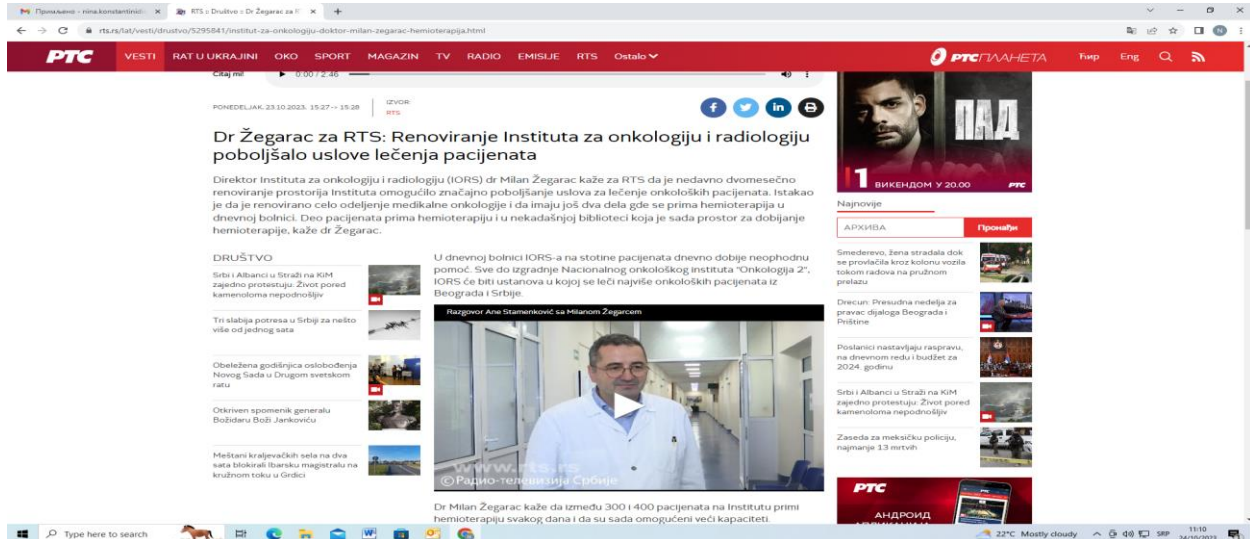 Примљено - nina.konstantinidi
RTS :: Društvo :: Dr Žegarac za R
rts.rs/lat/vesti/drustvo/5295841/institut-za-onkologiju-doktor-milan-zegarac-hemioterapija.html
РТС
VESTI
RAT U UKRAJINI
OKO
SPORT
MAGAZIN
TV
RADIO
EMISIJE
RTS
Ostalo
РТСПЛАНЕТА
Ћир
Eng
Čitaj mi!
0:00 / 2:46
PONEDELJAK, 23.10.2023, 15:27 -> 15:28
IZVOR:
RTS
Dr Žegarac za RTS: Renoviranje Instituta za onkologiju i radiologiju
poboljšalo uslove lečenja pacijenata
Direktor Instituta za onkologiju i radiologiju (IORS) dr Milan Žegarac kaže za RTS da je nedavno dvomesečno
renoviranje prostorija Instituta omogućilo značajno poboljšanje uslova za lečenje onkoloških pacijenata. Istakao
je da je renovirano celo odeljenje medikalne onkologije i da imaju još dva dela gde se prima hemioterapija u
dnevnoj bolnici. Deo pacijenata prima hemioterapiju i u nekadašnjoj biblioteci koja je sada prostor za dobijanje
hemioterapije, kaže dr Žegarac.
DRUŠTVO
Srbi i Albanci u Straži na KiM
zajedno protestuju: Život pored
kamenoloma nepodnošljiv
Tri slabija potresa u Srbiji za nešto
više od jednog sata
Obeležena godišnjica oslobođenja
Novog Sada u Drugom svetskom
ratu
Otkriven spomenik generalu
Božidaru Boži Jankoviću
Meštani kraljevačkih sela na dva
sata blokirali Ibarsku magistralu na
kružnom toku u Grdici
U dnevnoj bolnici IORS-a na stotine pacijenata dnevno dobije neophodnu
pomoć. Sve do izgradnje Nacionalnog onkološkog instituta "Onkologija 2",
IORS će biti ustanova u kojoj se leči najviše onkoloških pacijenata iz
Beograda i Srbije.
Razgovor Ane Stamenković sa Milanom Žegarcem
www.rts.rs
©Радио-телевизија Србије
Dr Milan Žegarac kaže da između 300 i 400 pacijenata na Institutu primi
hemioterapiju svakog dana i da su sada omogućeni veći kapaciteti.
ПАД
1
ВИКЕНДОМ У 20.00
РТС
Najnovije
АРХИВА
Пронађи
Smederevo, žena stradala dok
se provlačila kroz kolonu vozila
tokom radova na pružnom
prelazu
Drecun: Presudna nedelja za
pravac dijaloga Beograda i
Prištine
Poslanici nastavljaju raspravu,
na dnevnom redu i budžet za
2024. godinu
Srbi i Albanci u Straži na KiM
zajedno protestuju: Život pored
kamenoloma nepodnošljiv
Zaseda za meksičku policiju,
najmanje 13 mrtvih
РТС
АНДРОИД
Type here to search
22°C Mostly cloudy
SRP
11:10
24/10/2023